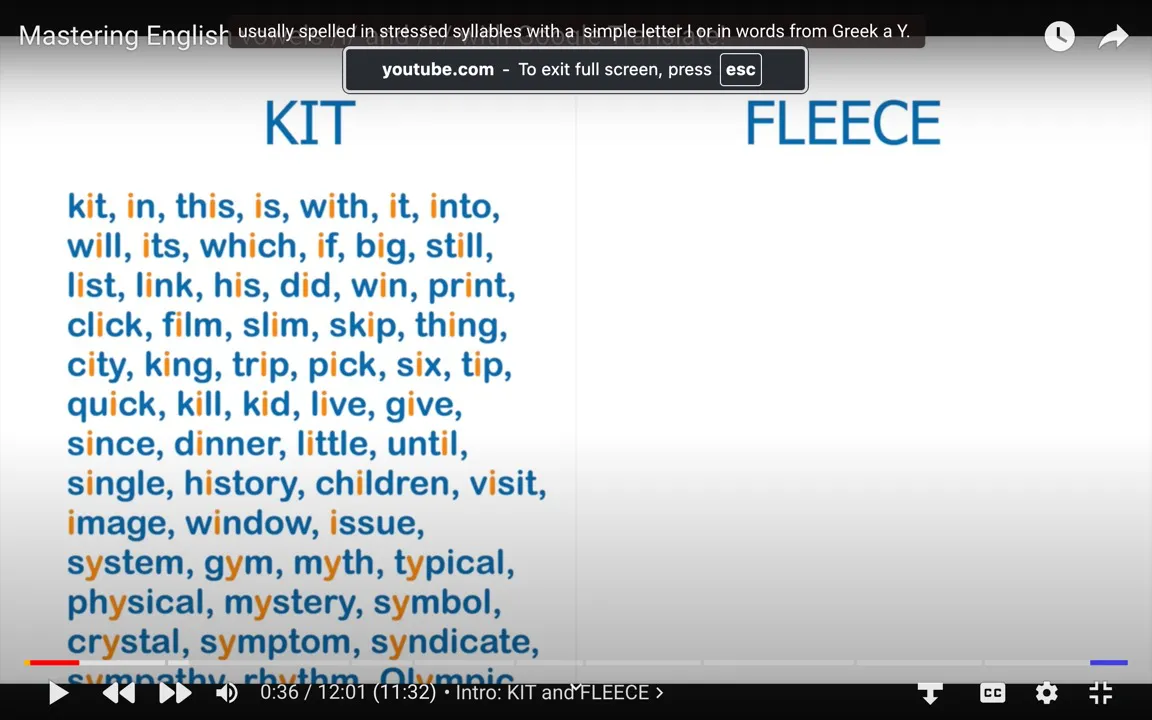 usually spelled in stressed syllables with a simple letter I or in words from Greek a Y.
Mastering English
youtube.com - To exit full screen, press esc
KIT
kit, in, this, is, with, it, into,
will, its, which, if, big, still,
list, link, his, did, win, print,
click, film, slim, skip, thing,
city, king, trip, pick, six, tip,
quick, kill, kid, live, give,
since, dinner, little, until,
single, history, children, visit,
image, window, issue,
system, gym, myth, typical,
physical, mystery, symbol,
crystal, symptom, syndicate,
sympathy, rhythm, Olympic
FLEECE
0:36 / 12:01 (11:32) • Intro: KIT and FLEECE >
CC